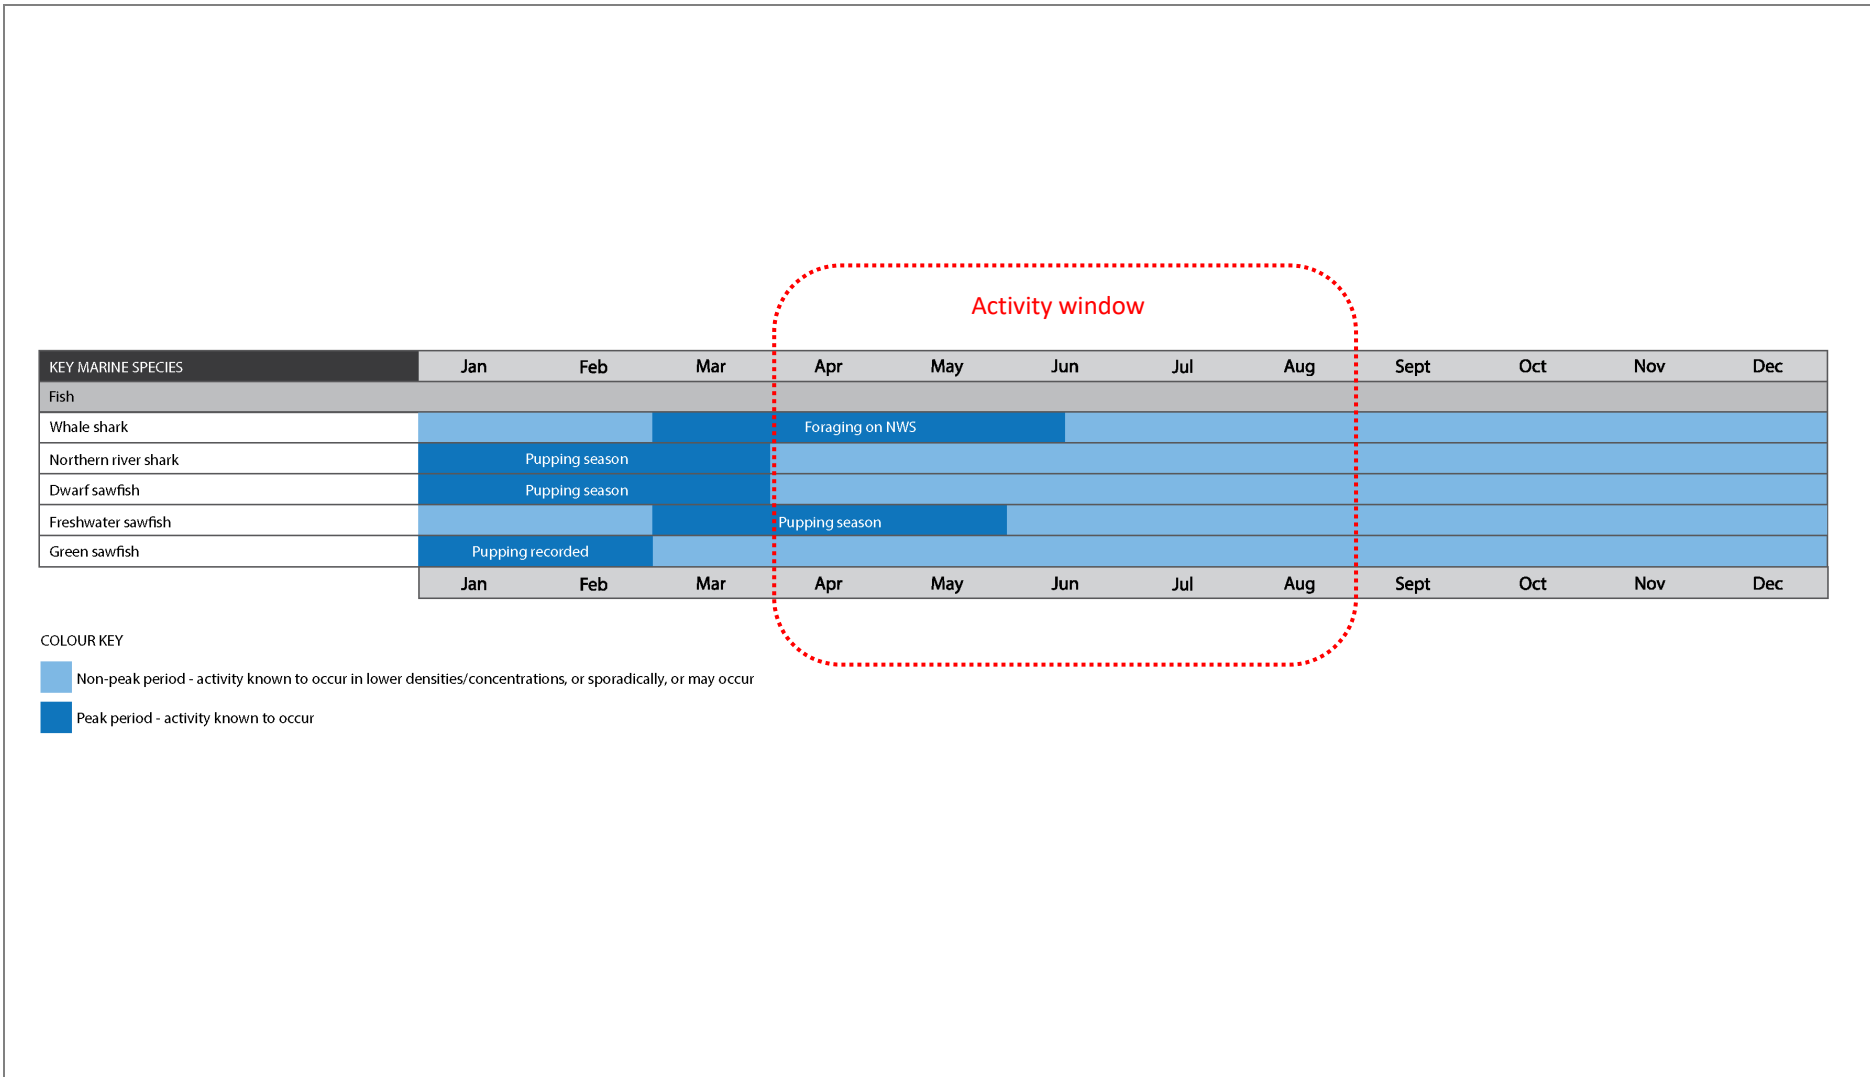 Activity window
KEY MARINE SPECIES Jan Feb Mar Apr May Jun Jul Aug Sept Oct Nov Dec
Fish
Whale shark Foraging on NWS
Northern river shark Pupping season
Dwarf sawfish Pupping season
Freshwater sawfish Pupping season
Green sawfish Pupping recorded
Jan Feb Mar Apr May Jun Jul Aug Sept Oct Nov Dec
COLOUR KEY
Non-peak period - activity known to occur in lower densities/concentrations, or sporadically, or may occur
Peak period - activity known to occur